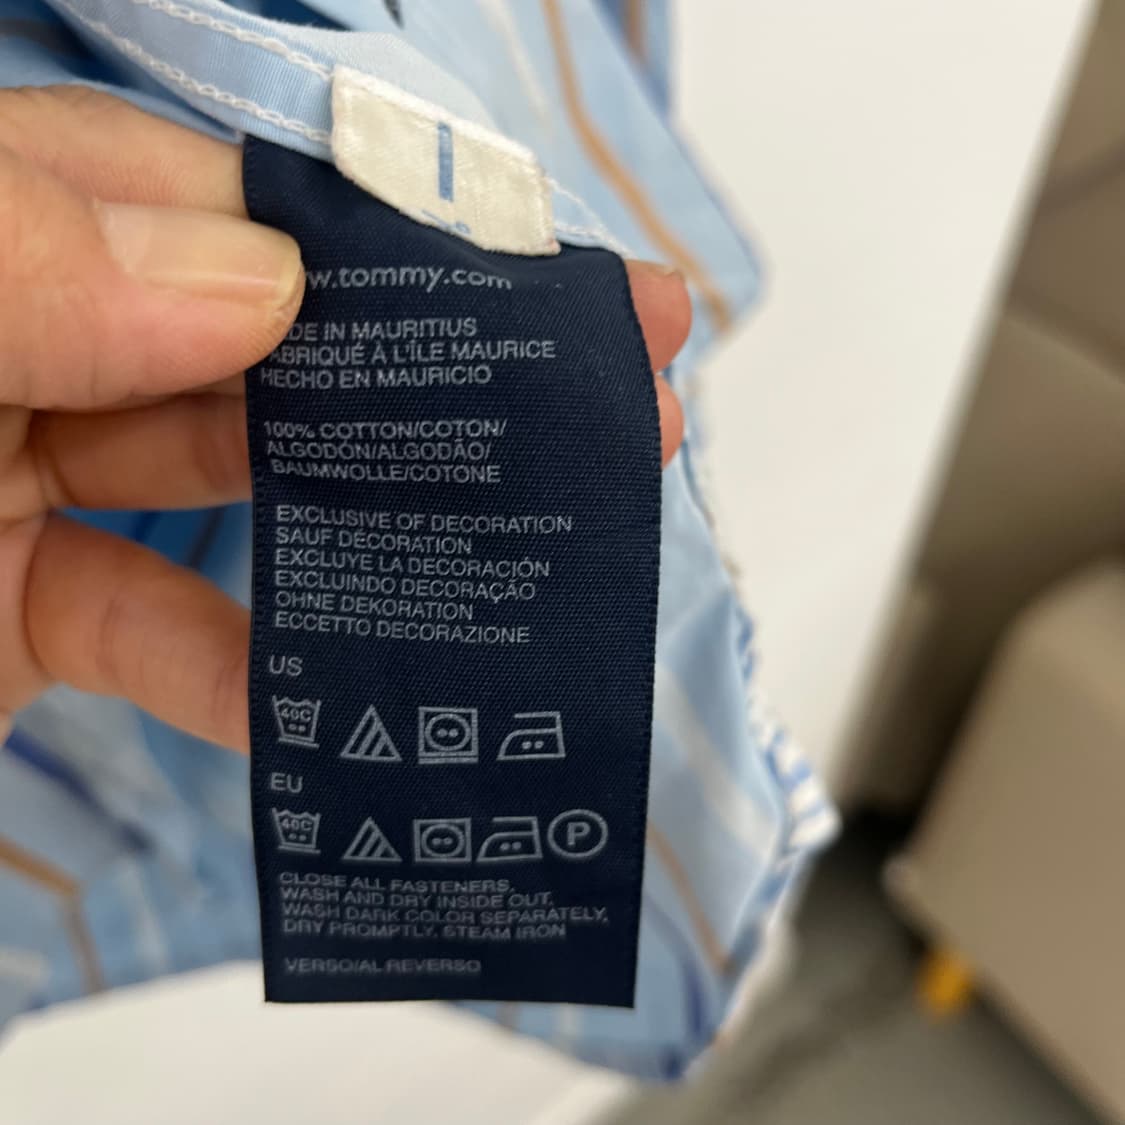 w.tommy.com
DE IN MAURITIUS
ABRIQUÉ À L'ÎLE MAURICE
HECHO EN MAURICIO
100% COTTON/COTON/
ALGODÓN/ALGODÃO/
BAUMWOLLE/COTONE
EXCLUSIVE OF DECORATION
SAUF DÉCORATION
EXCLUYE LA DECORACIÓN
EXCLUINDO DECORAÇÃO
OHNE DEKORATION
ECCETTO DECORAZIONE
US
40C
EU
40C
P
CLOSE ALL FASTENERS,
WASH AND DRY INSIDE OUT,
WASH DARK COLOR SEPARATELY,
DRY PROMPTLY, STEAM IRON
VERSO/AL REVERSO